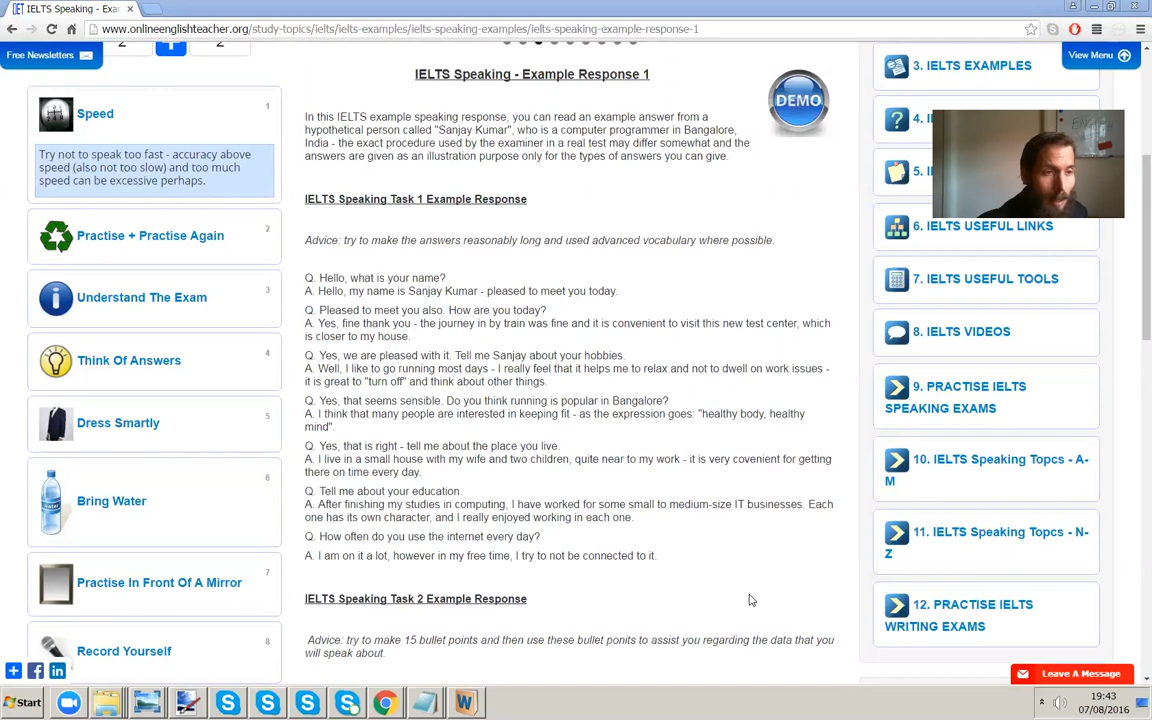 IELTS Speaking - Exa
www.onlineenglishteacher.org/study-topics/ielts/ielts-examples/ielts-speaking-examples/ielts-speaking-example-response-1
Free Newsletters
2
2
View Menu
Speed
1
Try not to speak too fast - accuracy above
speed (also not too slow) and too much
speed can be excessive perhaps.
Practise + Practise Again
2
Understand The Exam
3
Think Of Answers
4
Dress Smartly
5
Bring Water
6
Practise In Front Of A Mirror
7
Record Yourself
8
IELTS Speaking - Example Response 1
DEMO
In this IELTS example speaking response, you can read an example answer from a
hypothetical person called "Sanjay Kumar", who is a computer programmer in Bangalore,
India - the exact procedure used by the examiner in a real test may differ somewhat and the
answers are given as an illustration purpose only for the types of answers you can give.
IELTS Speaking Task 1 Example Response
Advice: try to make the answers reasonably long and used advanced vocabulary where possible.
Q. Hello, what is your name?
A. Hello, my name is Sanjay Kumar - pleased to meet you today.
Q. Pleased to meet you also. How are you today?
A. Yes, fine thank you - the journey in by train was fine and it is convenient to visit this new test center, which
is closer to my house.
Q. Yes, we are pleased with it. Tell me Sanjay about your hobbies.
A. Well, I like to go running most days - I really feel that it helps me to relax and not to dwell on work issues -
it is great to "turn off" and think about other things.
Q. Yes, that seems sensible. Do you think running is popular in Bangalore?
A. I think that many people are interested in keeping fit - as the expression goes: "healthy body, healthy
mind".
Q. Yes, that is right - tell me about the place you live.
A. I live in a small house with my wife and two children, quite near to my work - it is very covenient for getting
there on time every day.
Q. Tell me about your education.
A. After finishing my studies in computing, I have worked for some small to medium-size IT businesses. Each
one has its own character, and I really enjoyed working in each one.
Q. How often do you use the internet every day?
A. I am on it a lot, however in my free time, I try to not be connected to it.
IELTS Speaking Task 2 Example Response
Advice: try to make 15 bullet points and then use these bullet ponits to assist you regarding the data that you
will speak about.
3. IELTS EXAMPLES
4.
5.
6. IELTS USEFUL LINKS
7. IELTS USEFUL TOOLS
8. IELTS VIDEOS
9. PRACTISE IELTS
SPEAKING EXAMS
10. IELTS Speaking Topcs - A-
M
11. IELTS Speaking Topcs - N-
Z
12. PRACTISE IELTS
WRITING EXAMS
Leave A Message
Start
19:43
07/08/2016